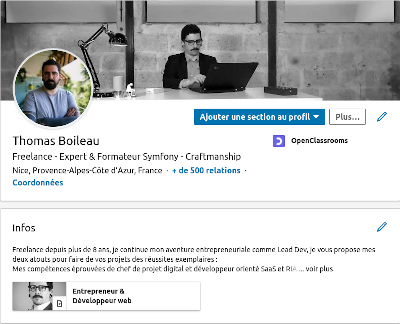 Ajouter une section au profil
Plus...
Thomas Boileau
OpenClassrooms
Freelance - Expert & Formateur Symfony - Craftmanship
Nice, Provence-Alpes-Côte d'Azur, France · + de 500 relations ·
Coordonnées
Infos
Freelance depuis plus de 8 ans, je continue mon aventure entrepreneuriale comme Lead Dev, je vous propose mes
deux atouts pour faire de vos projets des réussites exemplaires :
Mes compétences éprouvées de chef de projet digital et développeur orienté SaaS et RIA ... voir plus
Entrepreneur &
Développeur web